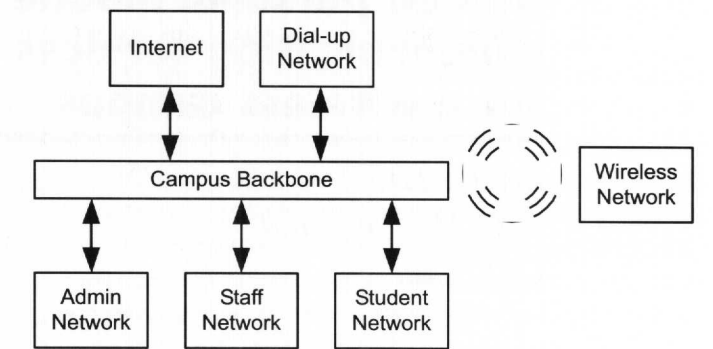 Internet
Dial-up
Network
Campus Backbone
Wireless
Network
Admin
Network
Staff
Network
Student
Network